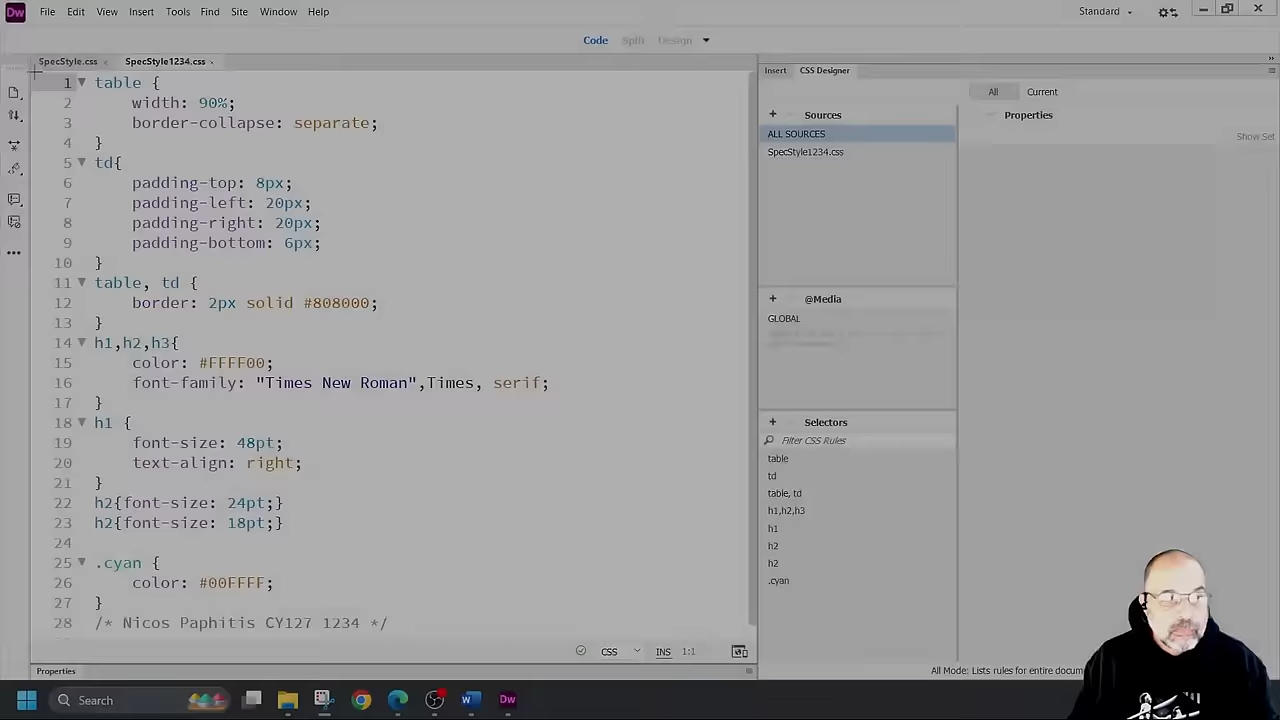 Dw File Edit View Insert Tools Find Site Window Help Standard
Code Split Design
SpecStyle.css × SpecStyle1234.css ×
Insert CSS Designer
All Current
Sources Properties
ALL SOURCES Show Set
SpecStyle1234.css
@Media
GLOBAL
Selectors
Filter CSS Rules
table
td
table, td
h1,h2,h3
h1
h2
h2
.cyan
1 table {
2 width: 90%;
3 border-collapse: separate;
4 }
5 td{
6 padding-top: 8px;
7 padding-left: 20px;
8 padding-right: 20px;
9 padding-bottom: 6px;
10 }
11 table, td {
12 border: 2px solid #808000;
13 }
14 h1,h2,h3{
15 color: #FFFF00;
16 font-family: "Times New Roman",Times, serif;
17 }
18 h1 {
19 font-size: 48pt;
20 text-align: right;
21 }
22 h2{font-size: 24pt;}
23 h2{font-size: 18pt;}
24
25 .cyan {
26 color: #00FFFF;
27 }
28 /* Nicos Paphitis CY127 1234 */
CSS INS 1:1
Properties All Mode: Lists rules for entire
Search Dw